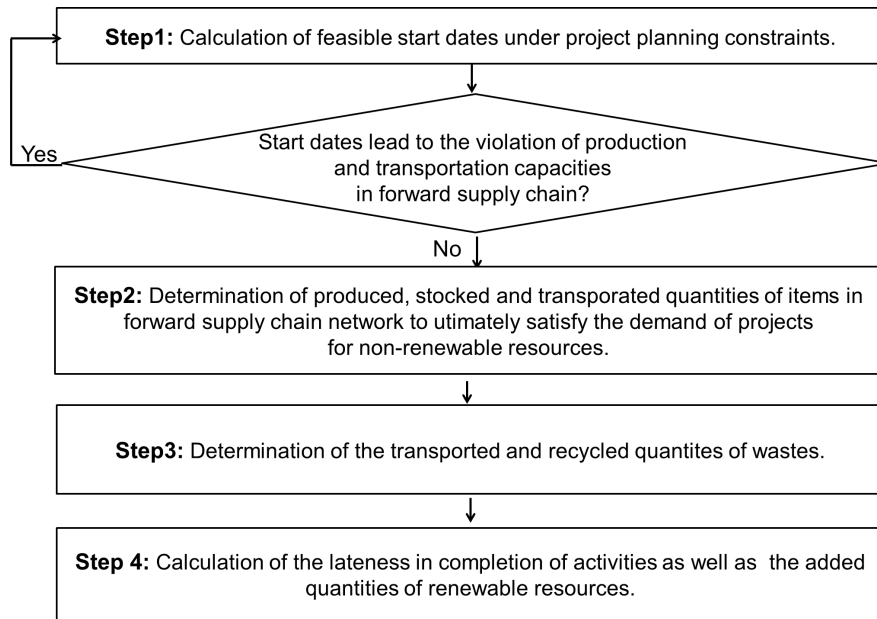 Step1: Calculation of feasible start dates under project planning constraints.
Yes
Start dates lead to the violation of production
and transportation capacities
in forward supply chain?
No
Step2: Determination of produced, stocked and transporated quantities of items in
forward supply chain network to utimately satisfy the demand of projects
for non-renewable resources.
Step3: Determination of the transported and recycled quantites of wastes.
Step 4: Calculation of the lateness in completion of activities as well as the added
quantities of renewable resources.